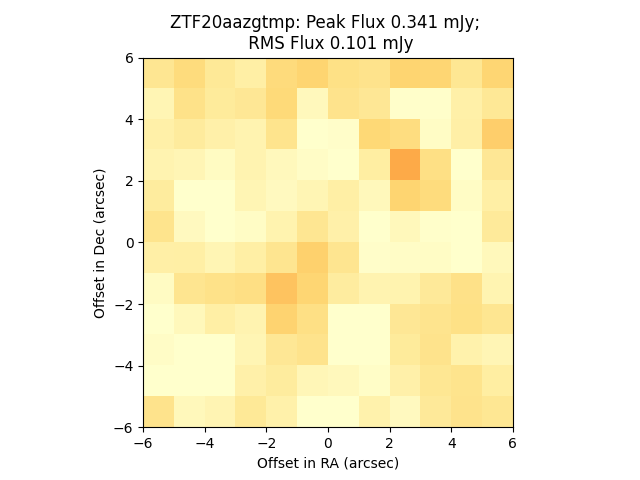 ZTF20aazgtmp: Peak Flux 0.341 mJy;
RMS Flux 0.101 mJy
6
4
2
0
−2
−4
−6
Offset in Dec (arcsec)
−6 −4 −2 0 2 4 6
Offset in RA (arcsec)